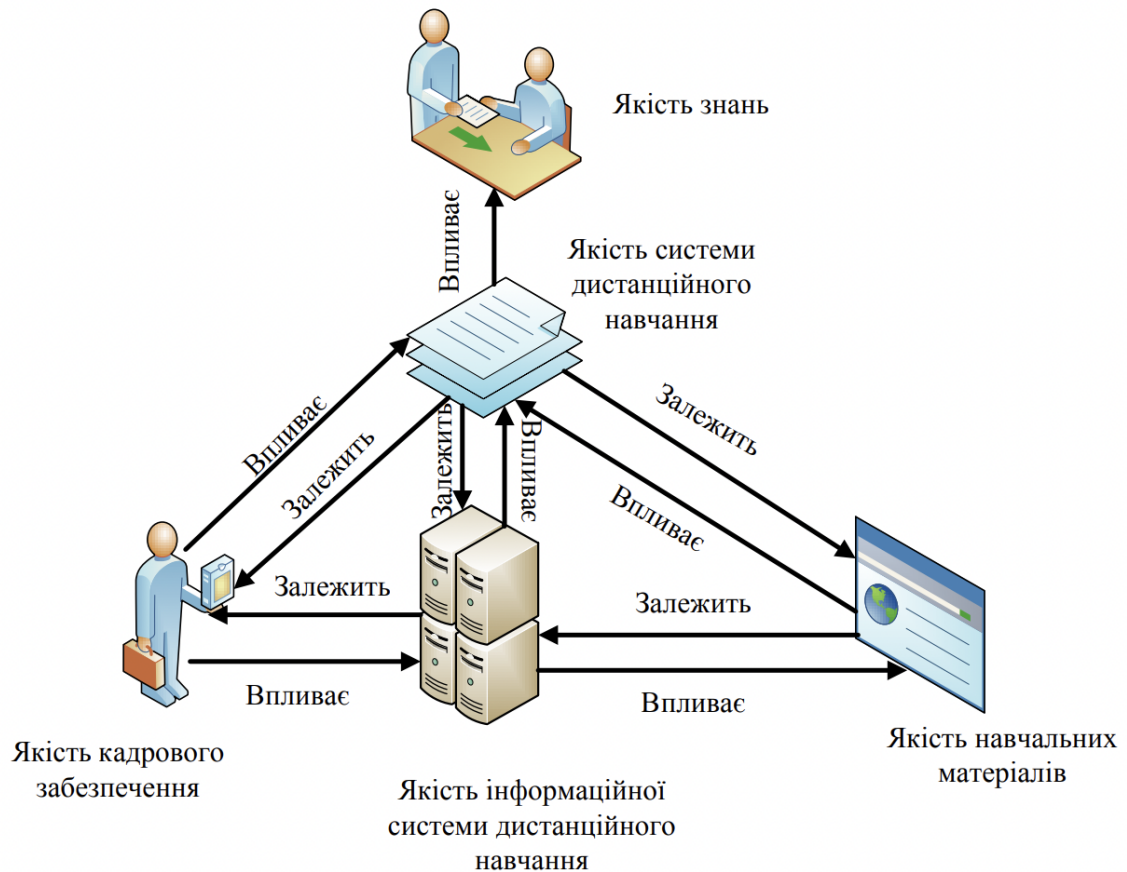 Якість знань
Впливає
Якість системи
дистанційного
навчання
Впливає
Залежить
Залежить
Впливає
Залежить
Впливає
Залежить
Залежить
Впливає
Впливає
Якість кадрового
забезпечення
Якість інформаційної
системи дистанційного
навчання
Якість навчальних
матеріалів